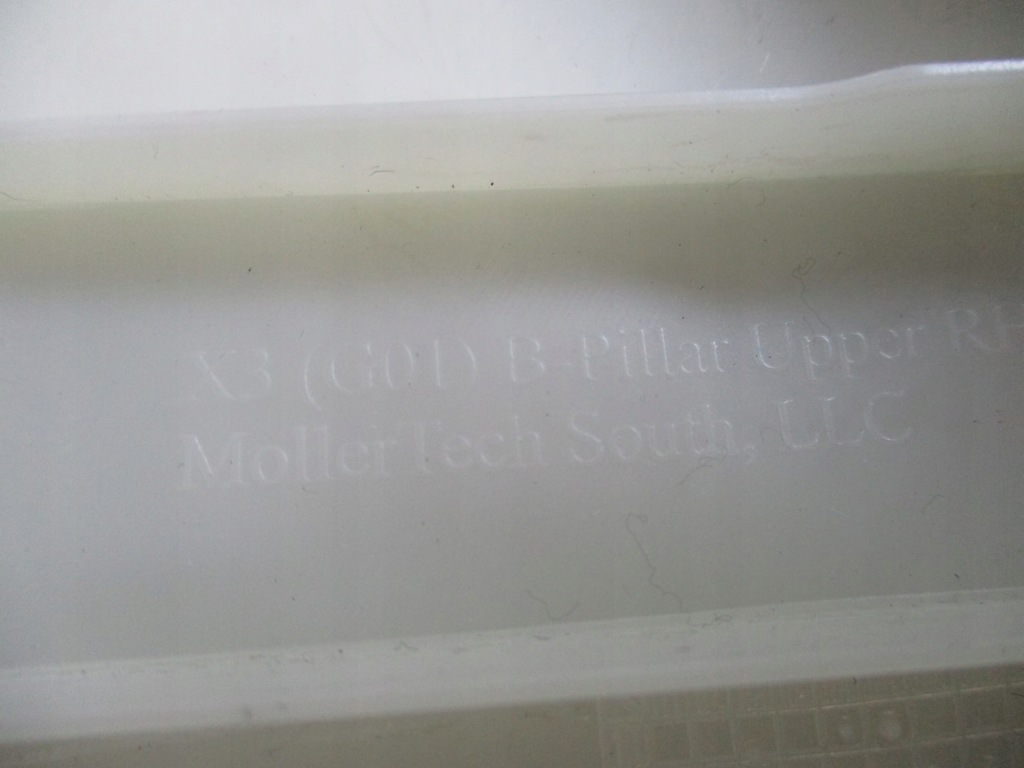 X3 (G01) B-Pillar Upper RH
MollerTech South, LLC